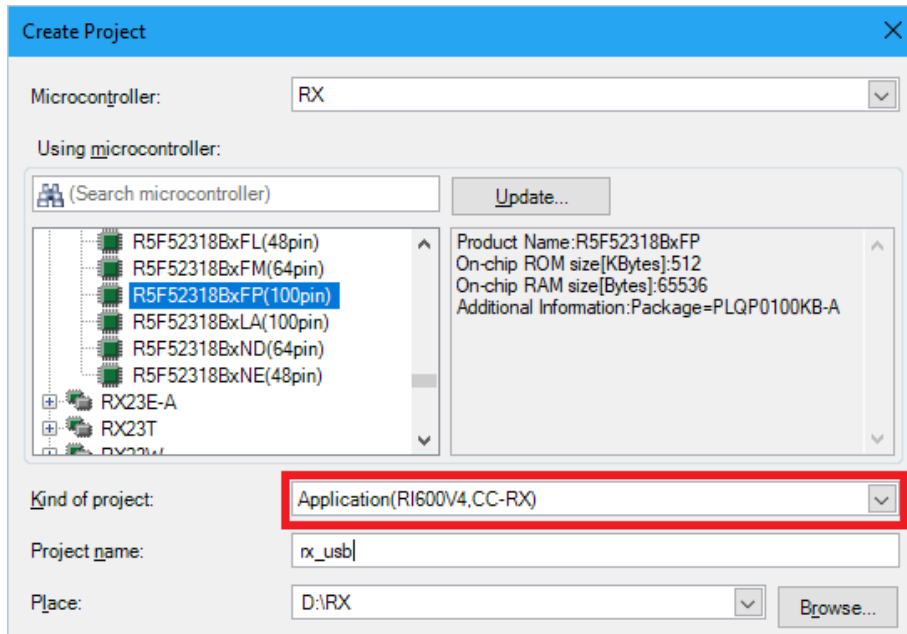 Create Project
Microcontroller:
RX
Using microcontroller:
(Search microcontroller)
Update...
R5F52318BxFL(48pin)
R5F52318BxFM(64pin)
R5F52318BxFP(100pin)
R5F52318BxLA(100pin)
R5F52318BxND(64pin)
R5F52318BxNE(48pin)
RX23E-A
RX23T
Product Name:R5F52318BxFP
On-chip ROM size[KBytes]:512
On-chip RAM size[Bytes]:65536
Additional Information:Package=PLQP0100KB-A
Kind of project:
Application(RI600V4,CC-RX)
Project name:
rx_usb
Place:
D:\RX
Browse...